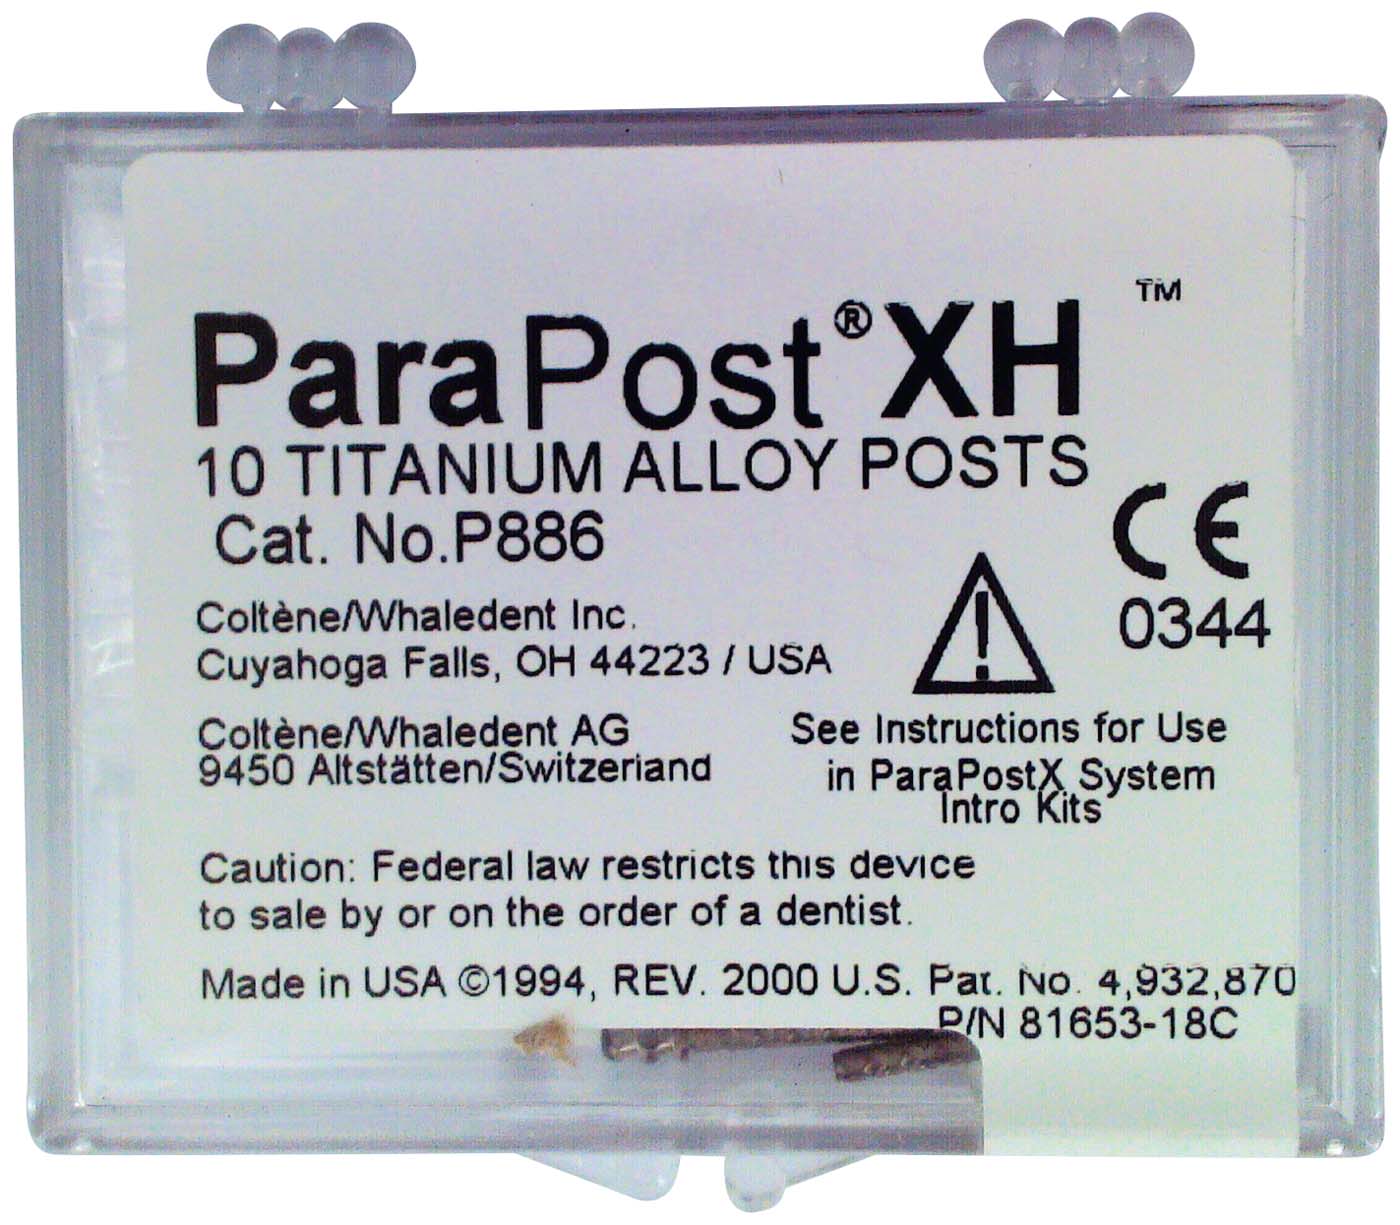 ParaPost® XH ™
10 TITANIUM ALLOY POSTS
Cat. No.P886
CE
0344
Coltène/Whaledent Inc.
Cuyahoga Falls, OH 44223 / USA
Coltène/Whaledent AG
9450 Altstätten/Switzerland
See Instructions for Use
in ParaPostX System
Intro Kits
Caution: Federal law restricts this device
to sale by or on the order of a dentist.
Made in USA ©1994, REV. 2000 U.S. Pat. No. 4,932,870
P/N 81653-18C